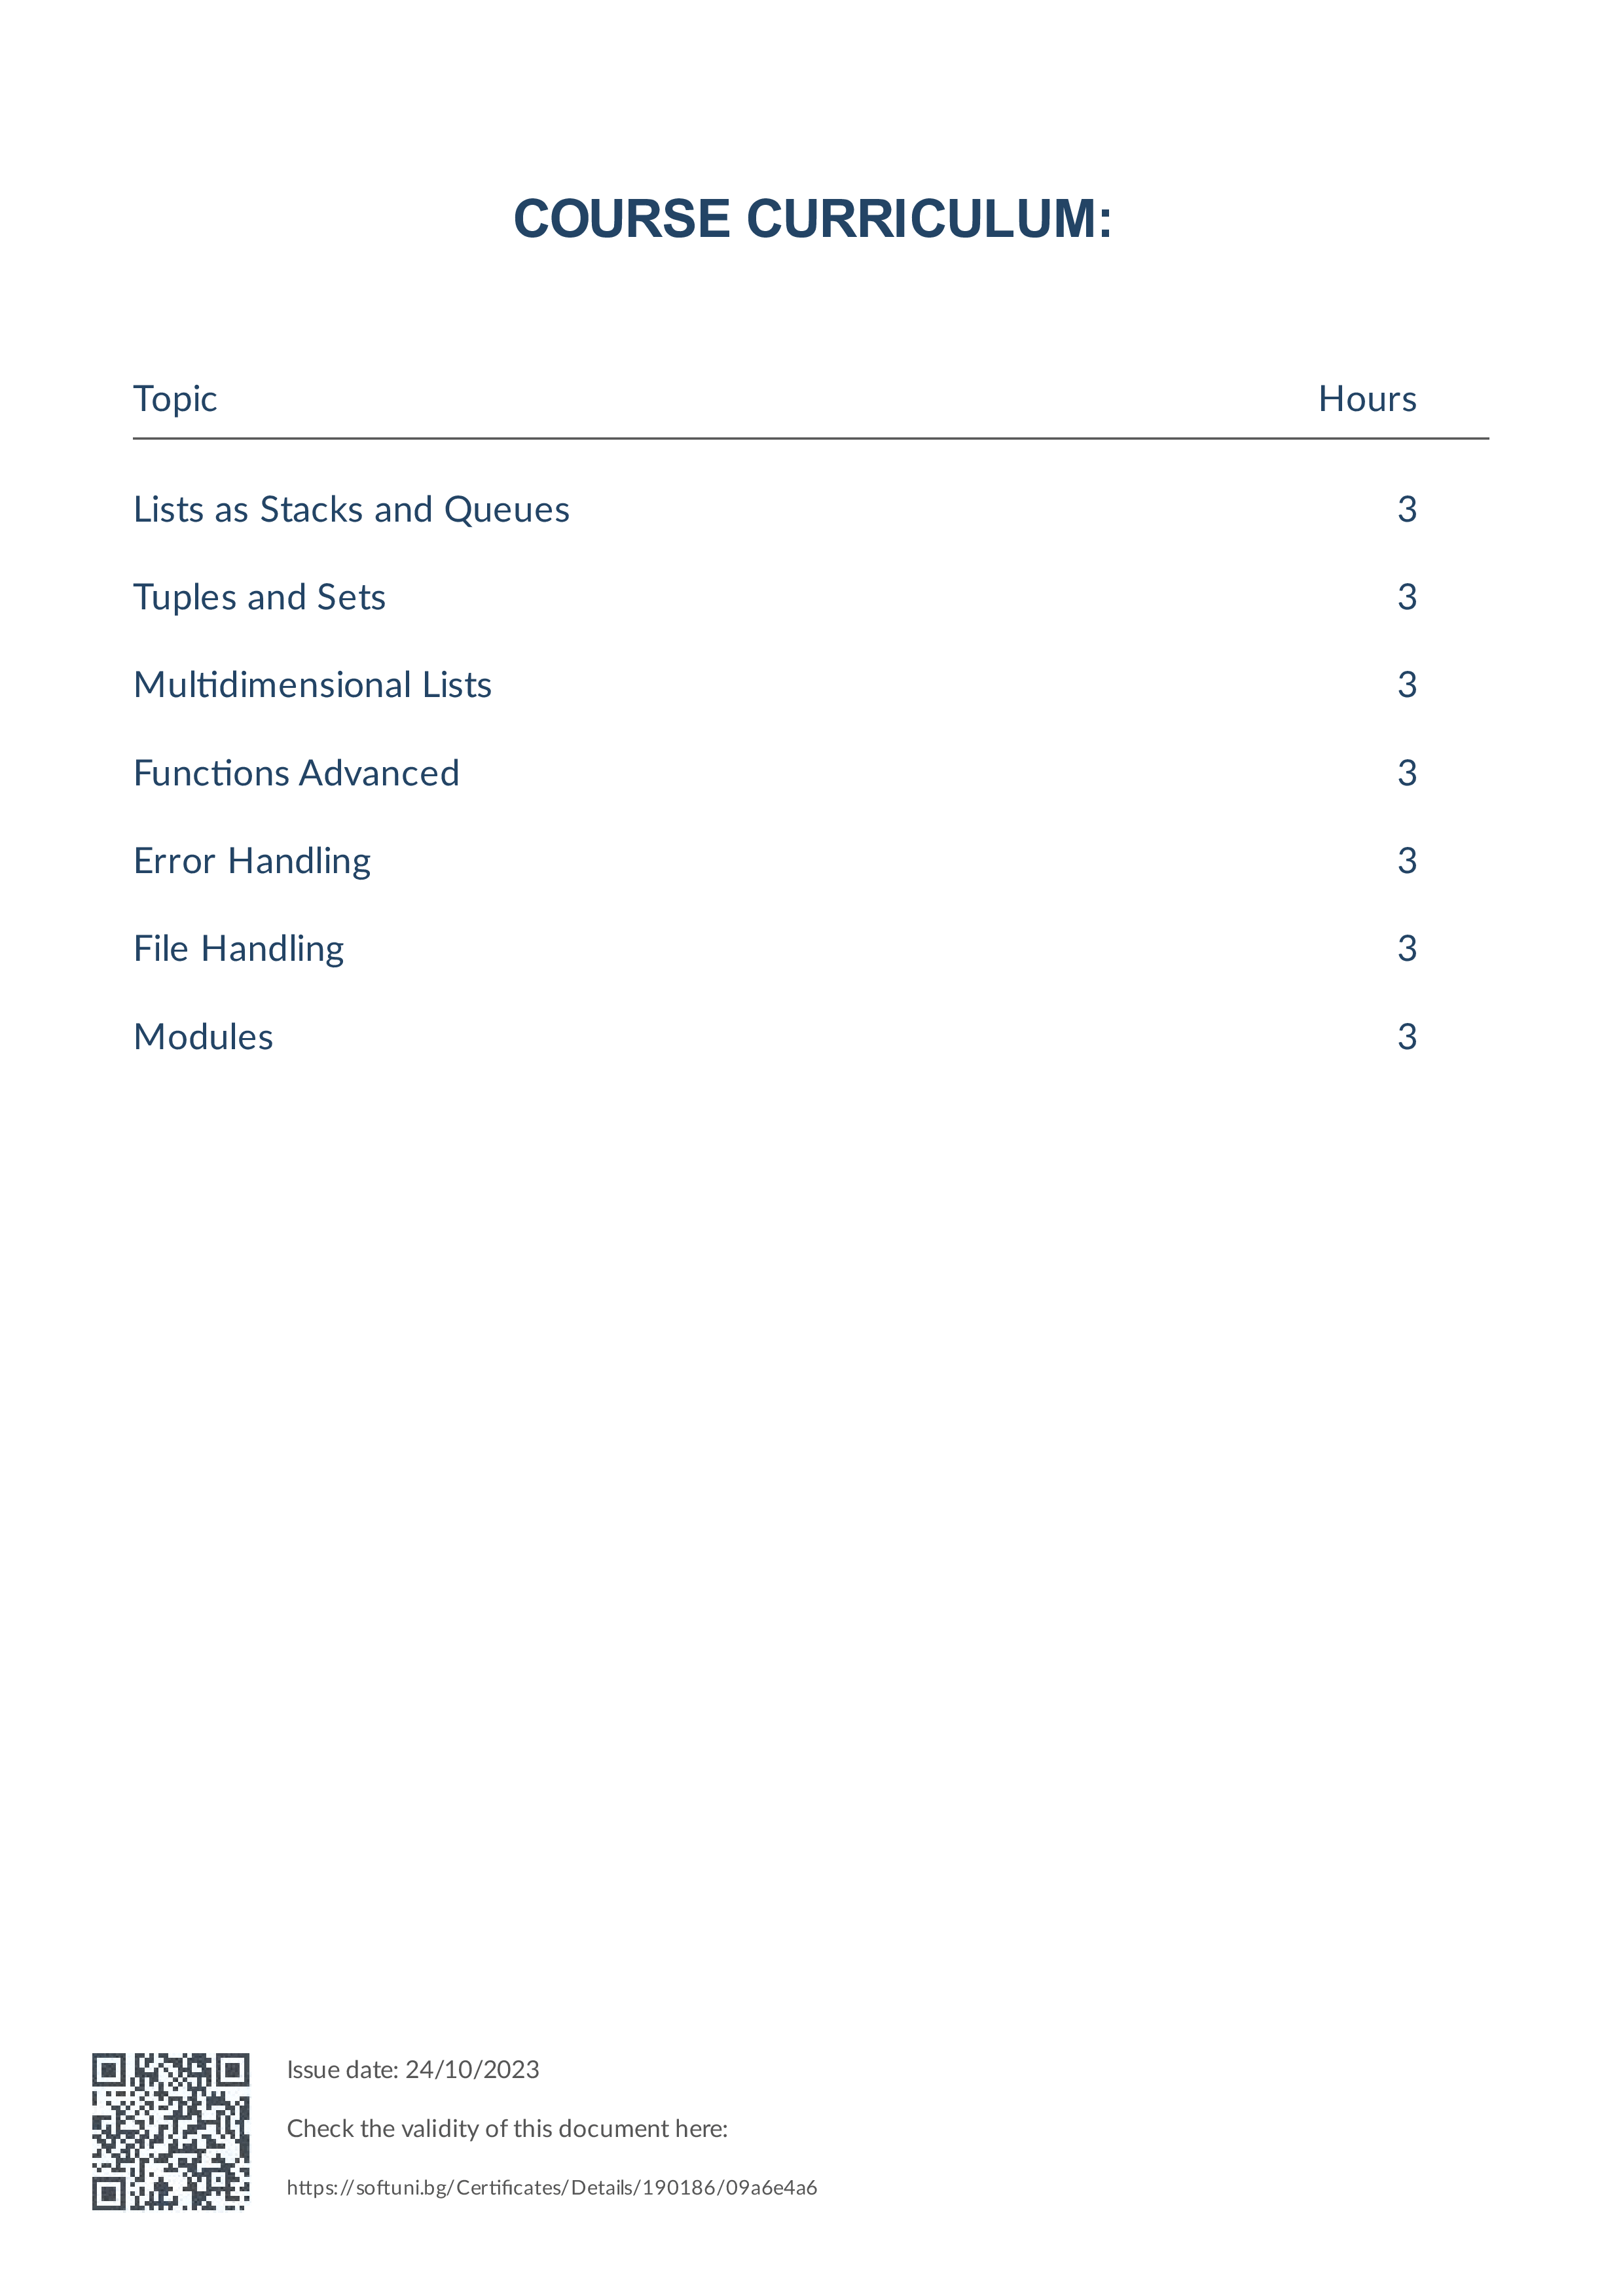 COURSE CURRICULUM:
Topic Hours
Lists as Stacks and Queues 3
Tuples and Sets 3
Multidimensional Lists 3
Functions Advanced 3
Error Handling 3
File Handling 3
Modules 3
Issue date: 24/10/2023
Check the validity of this document here:
https://softuni.bg/Certificates/Details/190186/09a6e4a6